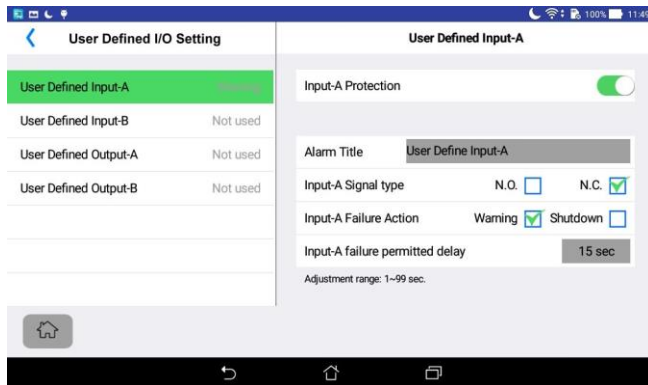 100% 11:49
User Defined I/O Setting
User Defined Input-A
User Defined Input-A Warning
Input-A Protection
User Defined Input-B Not used
User Defined Output-A Not used
Alarm Title User Define Input-A
User Defined Output-B Not used
Input-A Signal type N.O. N.C.
Input-A Failure Action Warning Shutdown
Input-A failure permitted delay 15 sec
Adjustment range: 1~99 sec.